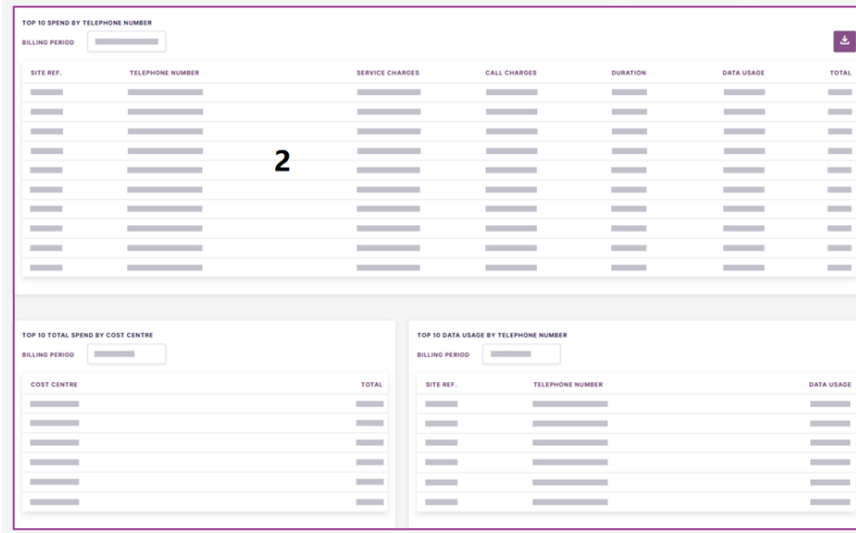 TOP 10 SPEND BY TELEPHONE NUMBER
BILLING PERIOD
SITE REF. TELEPHONE NUMBER SERVICE CHARGES CALL CHARGES DURATION DATA USAGE TOTAL
2
TOP 10 TOTAL SPEND BY COST CENTRE
BILLING PERIOD
COST CENTRE TOTAL
TOP 10 DATA USAGE BY TELEPHONE NUMBER
BILLING PERIOD
SITE REF. TELEPHONE NUMBER DATA USAGE